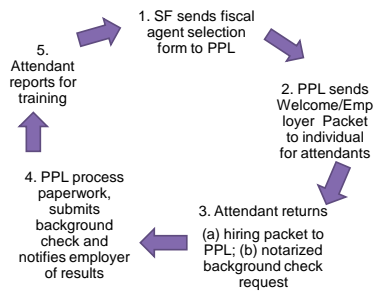 1. SF sends fiscal
agent selection
form to PPL
2. PPL sends
Welcome/Emp
loyer Packet
to individual
for attendants
3. Attendant returns
(a) hiring packet to
PPL; (b) notarized
background check
request
4. PPL process
paperwork,
submits
background
check and
notifies employer
of results
5.
Attendant
reports for
training